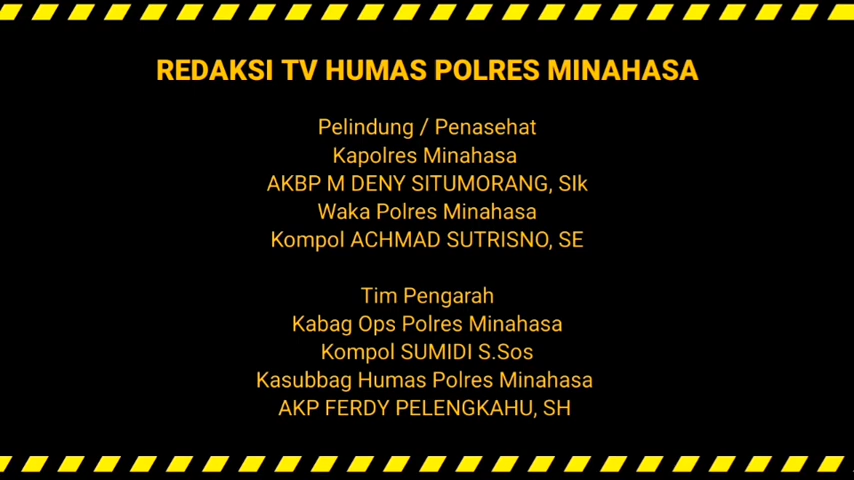 REDAKSI TV HUMAS POLRES MINAHASA
Pelindung / Penasehat
Kapolres Minahasa
AKBP M DENY SITUMORANG, SIk
Waka Polres Minahasa
Kompol ACHMAD SUTRISNO, SE
Tim Pengarah
Kabag Ops Polres Minahasa
Kompol SUMIDI S.Sos
Kasubbag Humas Polres Minahasa
AKP FERDY PELENGKAHU, SH